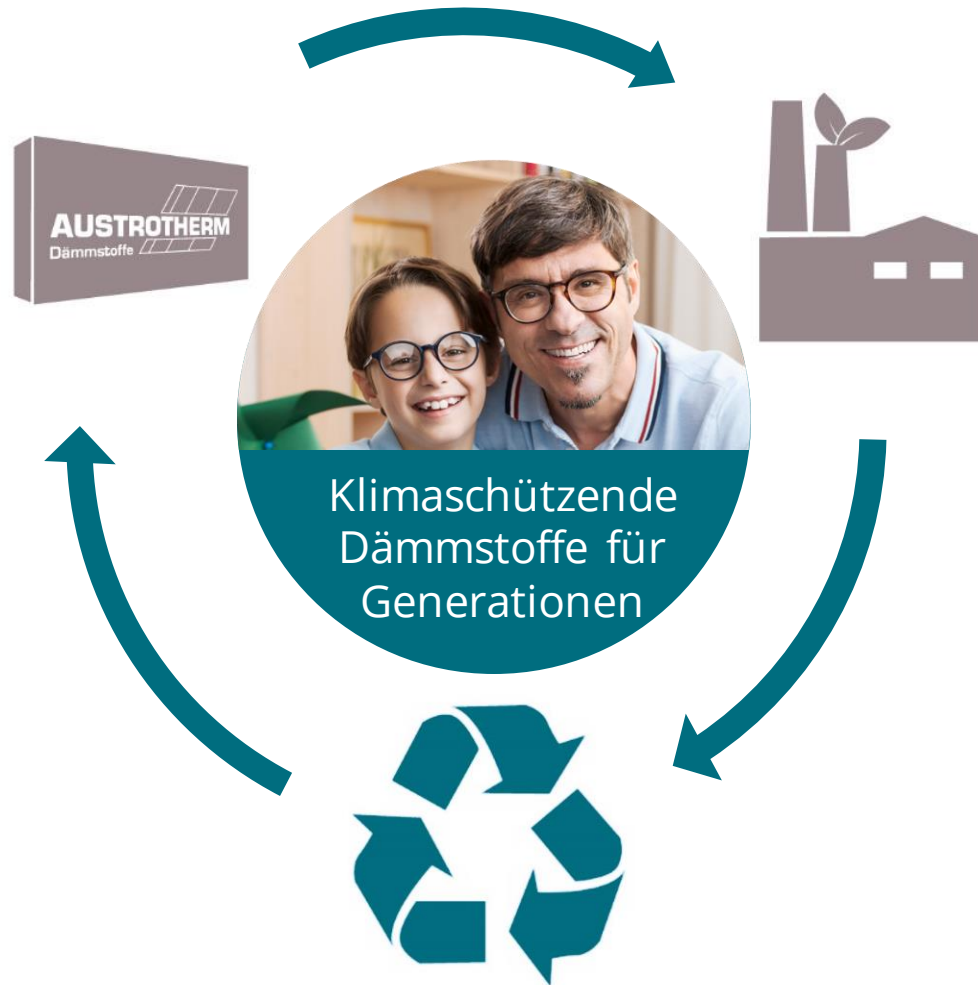 AUSTROTHERM
Dämmstoffe
Klimaschützende
Dämmstoffe für
Generationen